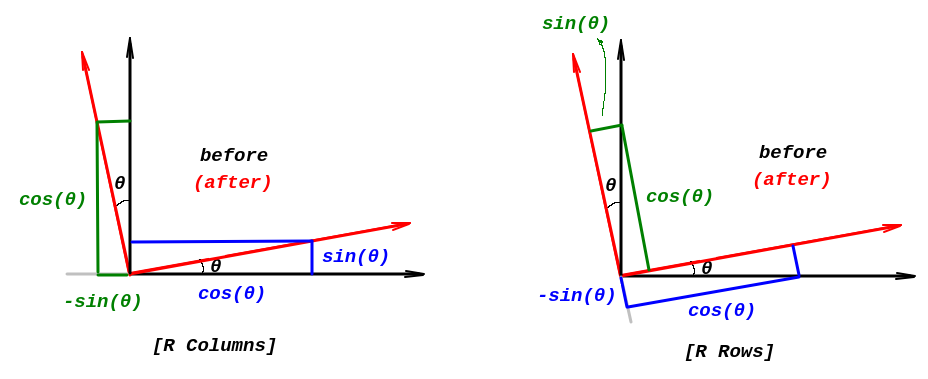 before
(after)
θ
cos(θ)
θ
sin(θ)
cos(θ)
-sin(θ)
[R Columns]
sin(θ)
before
(after)
θ
cos(θ)
θ
-sin(θ)
cos(θ)
[R Rows]